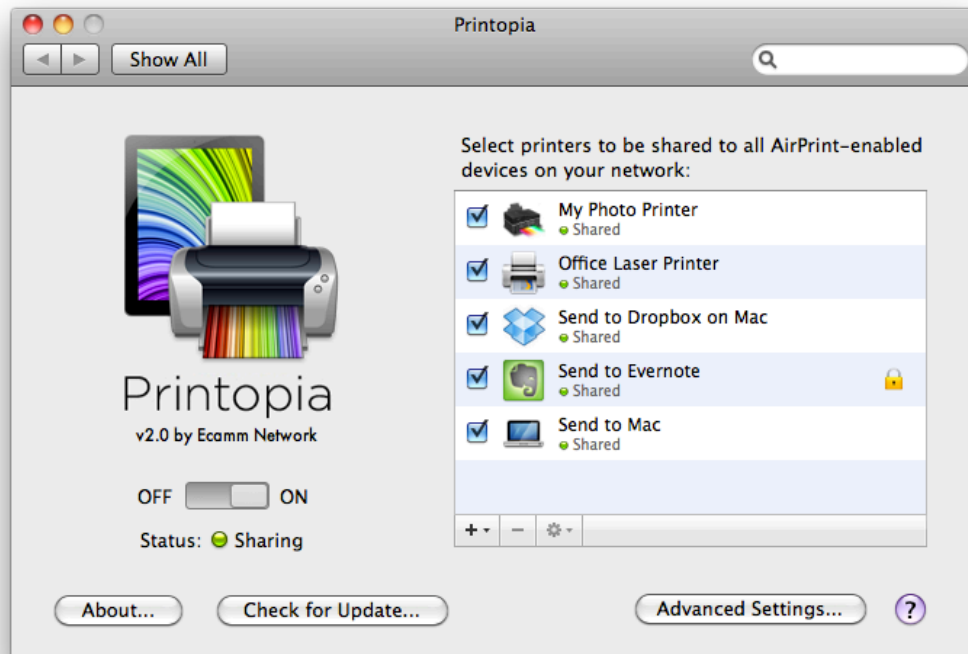 Printopia
Show All
Select printers to be shared to all AirPrint-enabled
devices on your network:
My Photo Printer
Shared
Office Laser Printer
Shared
Send to Dropbox on Mac
Shared
Send to Evernote
Shared
Send to Mac
Shared
Printopia
v2.0 by Ecamm Network
OFF ON
Status: Sharing
About... Check for Update... Advanced Settings... ?